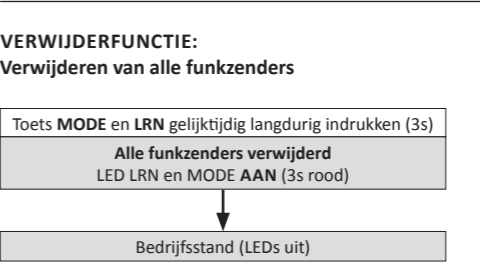 VERWIJDERFUNCTIE:
Verwijderen van alle funkzenders
Toets MODE en LRN gelijktijdig langdurig indrukken (3s)
Alle funkzenders verwijderd
LED LRN en MODE AAN (3s rood)
Bedrijfsstand (LEDs uit)